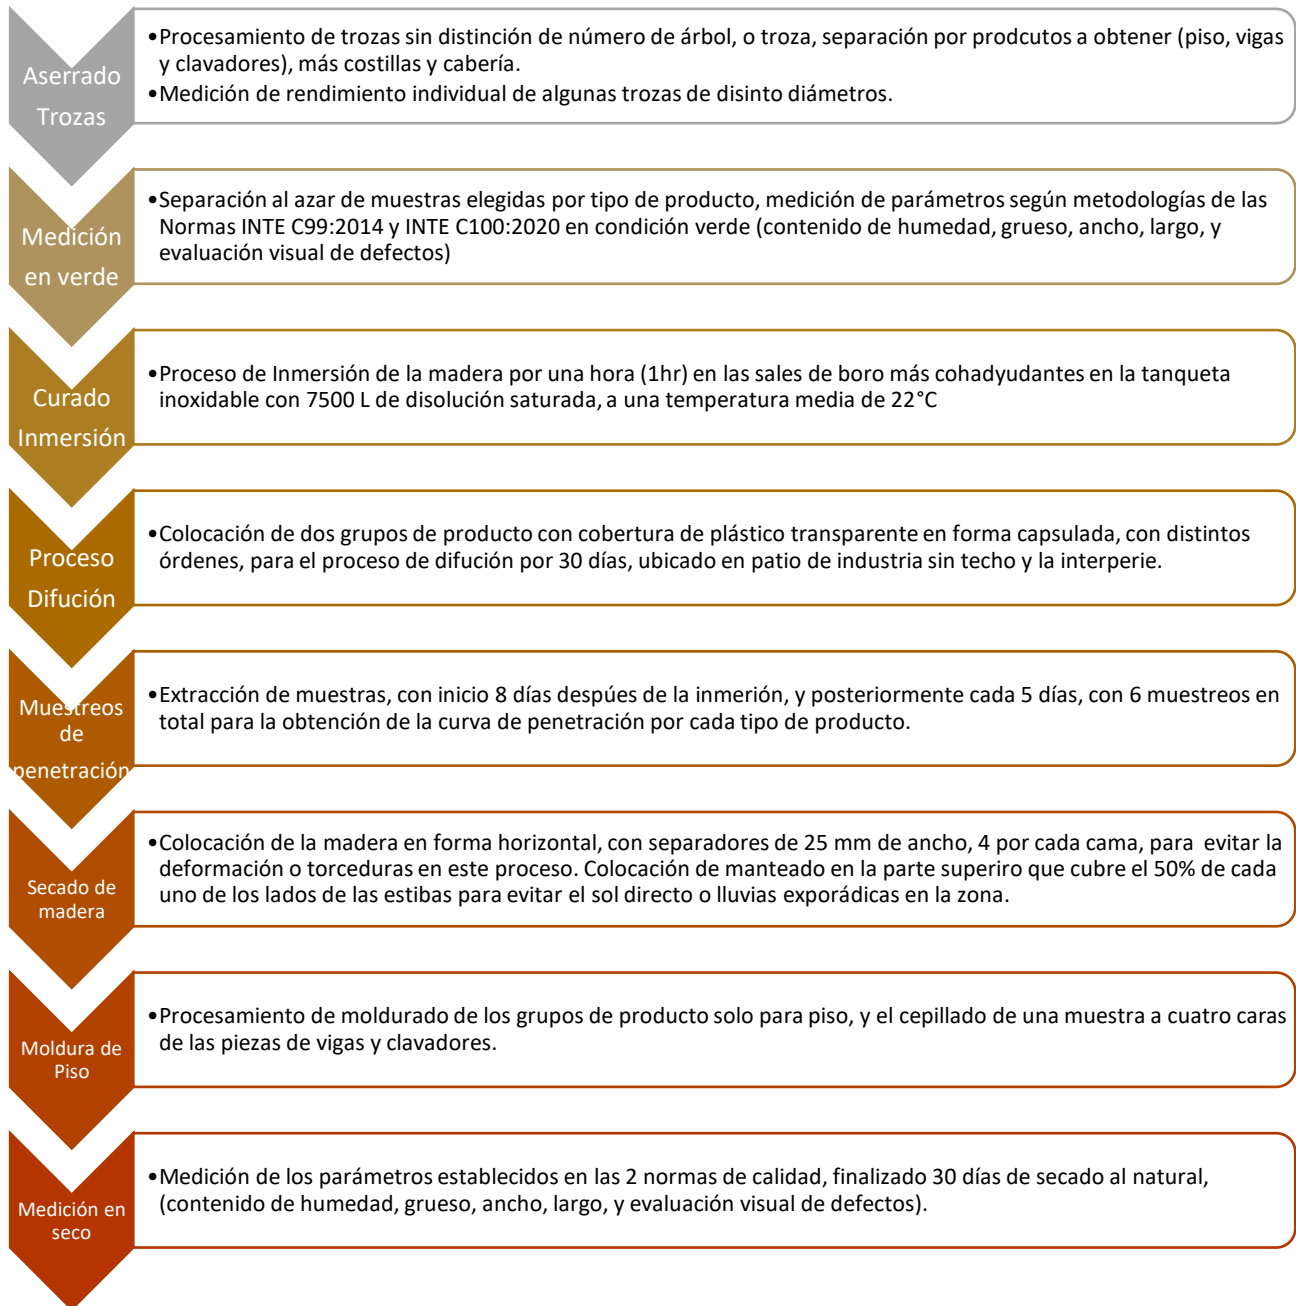 Aserrado
Trozas
•Procesamiento de trozas sin distinción de número de árbol, o troza, separación por prodcutos a obtener (piso, vigas
y clavadores), más costillas y cabería.
•Medición de rendimiento individual de algunas trozas de disinto diámetros.
Medición
en verde
•Separación al azar de muestras elegidas por tipo de producto, medición de parámetros según metodologías de las
Normas INTE C99:2014 y INTE C100:2020 en condición verde (contenido de humedad, grueso, ancho, largo, y
evaluación visual de defectos)
Curado
Inmersión
•Proceso de Inmersión de la madera por una hora (1hr) en las sales de boro más cohadyudantes en la tanqueta
inoxidable con 7500 L de disolución saturada, a una temperatura media de 22°C
Proceso
Difución
•Colocación de dos grupos de producto con cobertura de plástico transparente en forma capsulada, con distintos
órdenes, para el proceso de difución por 30 días, ubicado en patio de industria sin techo y la interperie.
Muestreos
de
penetración
•Extracción de muestras, con inicio 8 días despúes de la inmerión, y posteriormente cada 5 días, con 6 muestreos en
total para la obtención de la curva de penetración por cada tipo de producto.
Secado de
madera
•Colocación de la madera en forma horizontal, con separadores de 25 mm de ancho, 4 por cada cama, para evitar la
deformación o torceduras en este proceso. Colocación de manteado en la parte superiro que cubre el 50% de cada
uno de los lados de las estibas para evitar el sol directo o lluvias exporádicas en la zona.
Moldura de
Piso
•Procesamiento de moldurado de los grupos de producto solo para piso, y el cepillado de una muestra a cuatro caras
de las piezas de vigas y clavadores.
Medición en
seco
•Medición de los parámetros establecidos en las 2 normas de calidad, finalizado 30 días de secado al natural,
(contenido de humedad, grueso, ancho, largo, y evaluación visual de defectos).